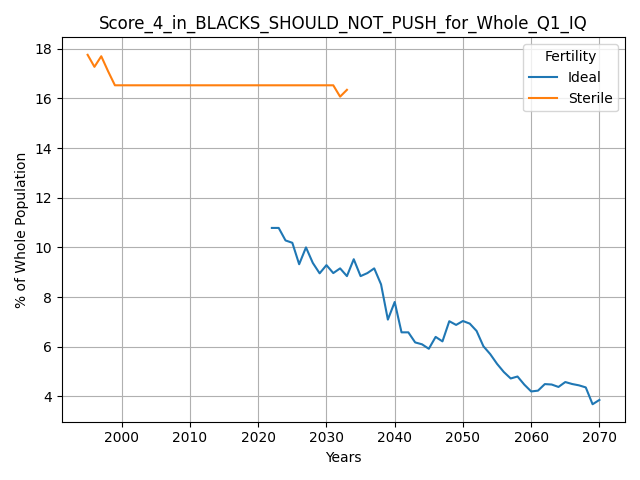 Score_4_in_BLACKS_SHOULD_NOT_PUSH_for_Whole_Q1_IQ
Fertility
Ideal
Sterile
% of Whole Population
18
16
14
12
10
8
6
4
2000 2010 2020 2030 2040 2050 2060 2070
Years